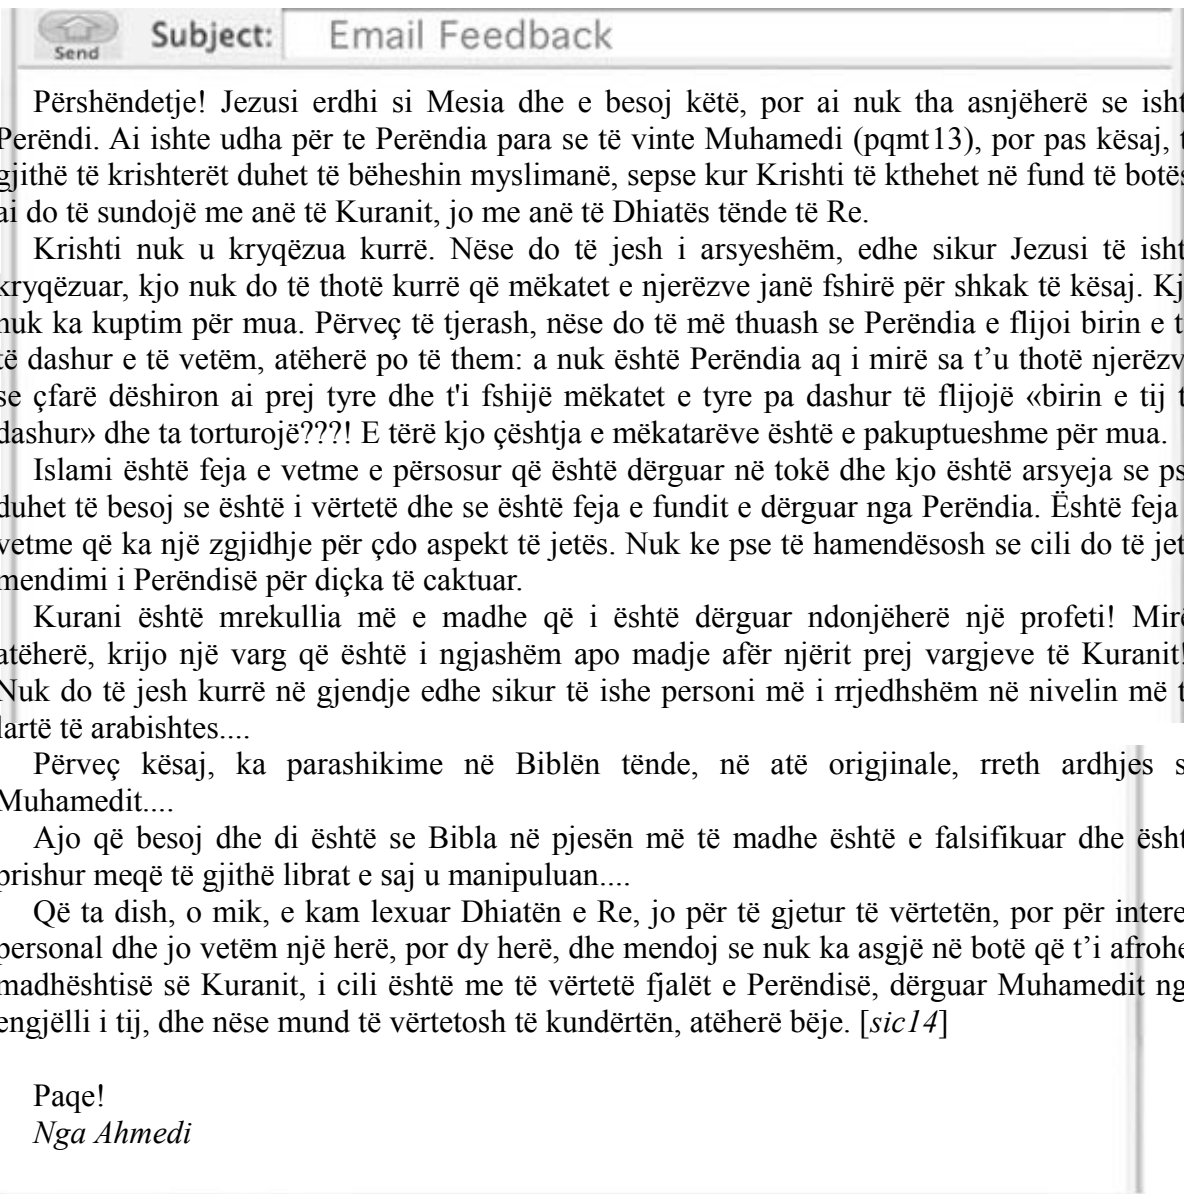 Send
Subject: Email Feedback
Përshëndetje! Jezusi erdhi si Mesia dhe e besoj këtë, por ai nuk tha asnjëherë se isht
Perëndi. Ai ishte udha për te Perëndia para se të vinte Muhamedi (pqmt13), por pas kësaj, t
gjithë të krishterët duhet të bëheshin myslimanë, sepse kur Krishti të kthehet në fund të botës
ai do të sundojë me anë të Kuranit, jo me anë të Dhiatës tënde të Re.
Krishti nuk u kryqëzua kurrë. Nëse do të jesh i arsyeshëm, edhe sikur Jezusi të isht
kryqëzuar, kjo nuk do të thotë kurrë që mëkatet e njerëzve janë fshirë për shkak të kësaj. Kj
nuk ka kuptim për mua. Përveç të tjerash, nëse do të më thuash se Perëndia e flijoi birin e t
të dashur e të vetëm, atëherë po të them: a nuk është Perëndia aq i mirë sa t’u thotë njerëzv
se çfarë dëshiron ai prej tyre dhe t'i fshijë mëkatet e tyre pa dashur të flijojë «birin e tij t
dashur» dhe ta torturojë???! E tërë kjo çështja e mëkatarëve është e pakuptueshme për mua.
Islami është feja e vetme e përsosur që është dërguar në tokë dhe kjo është arsyeja se ps
duhet të besoj se është i vërtetë dhe se është feja e fundit e dërguar nga Perëndia. Është feja
vetme që ka një zgjidhje për çdo aspekt të jetës. Nuk ke pse të hamendësosh se cili do të jet
mendimi i Perëndisë për diçka të caktuar.
Kurani është mrekullia më e madhe që i është dërguar ndonjëherë një profeti! Mirë
atëherë, krijo një varg që është i ngjashëm apo madje afër njërit prej vargjeve të Kuranit!
Nuk do të jesh kurrë në gjendje edhe sikur të ishe personi më i rrjedhshëm në nivelin më t
lartë të arabishtes....
Përveç kësaj, ka parashikime në Biblën tënde, në atë origjinale, rreth ardhjes s
Muhamedit....
Ajo që besoj dhe di është se Bibla në pjesën më të madhe është e falsifikuar dhe ësht
prishur meqë të gjithë librat e saj u manipuluan....
Që ta dish, o mik, e kam lexuar Dhiatën e Re, jo për të gjetur të vërtetën, por për intere
personal dhe jo vetëm një herë, por dy herë, dhe mendoj se nuk ka asgjë në botë që t’i afrohe
madhështisë së Kuranit, i cili është me të vërtetë fjalët e Perëndisë, dërguar Muhamedit ng
engjëlli i tij, dhe nëse mund të vërtetosh të kundërtën, atëherë bëje. [sic14]
Paqe!
Nga Ahmedi